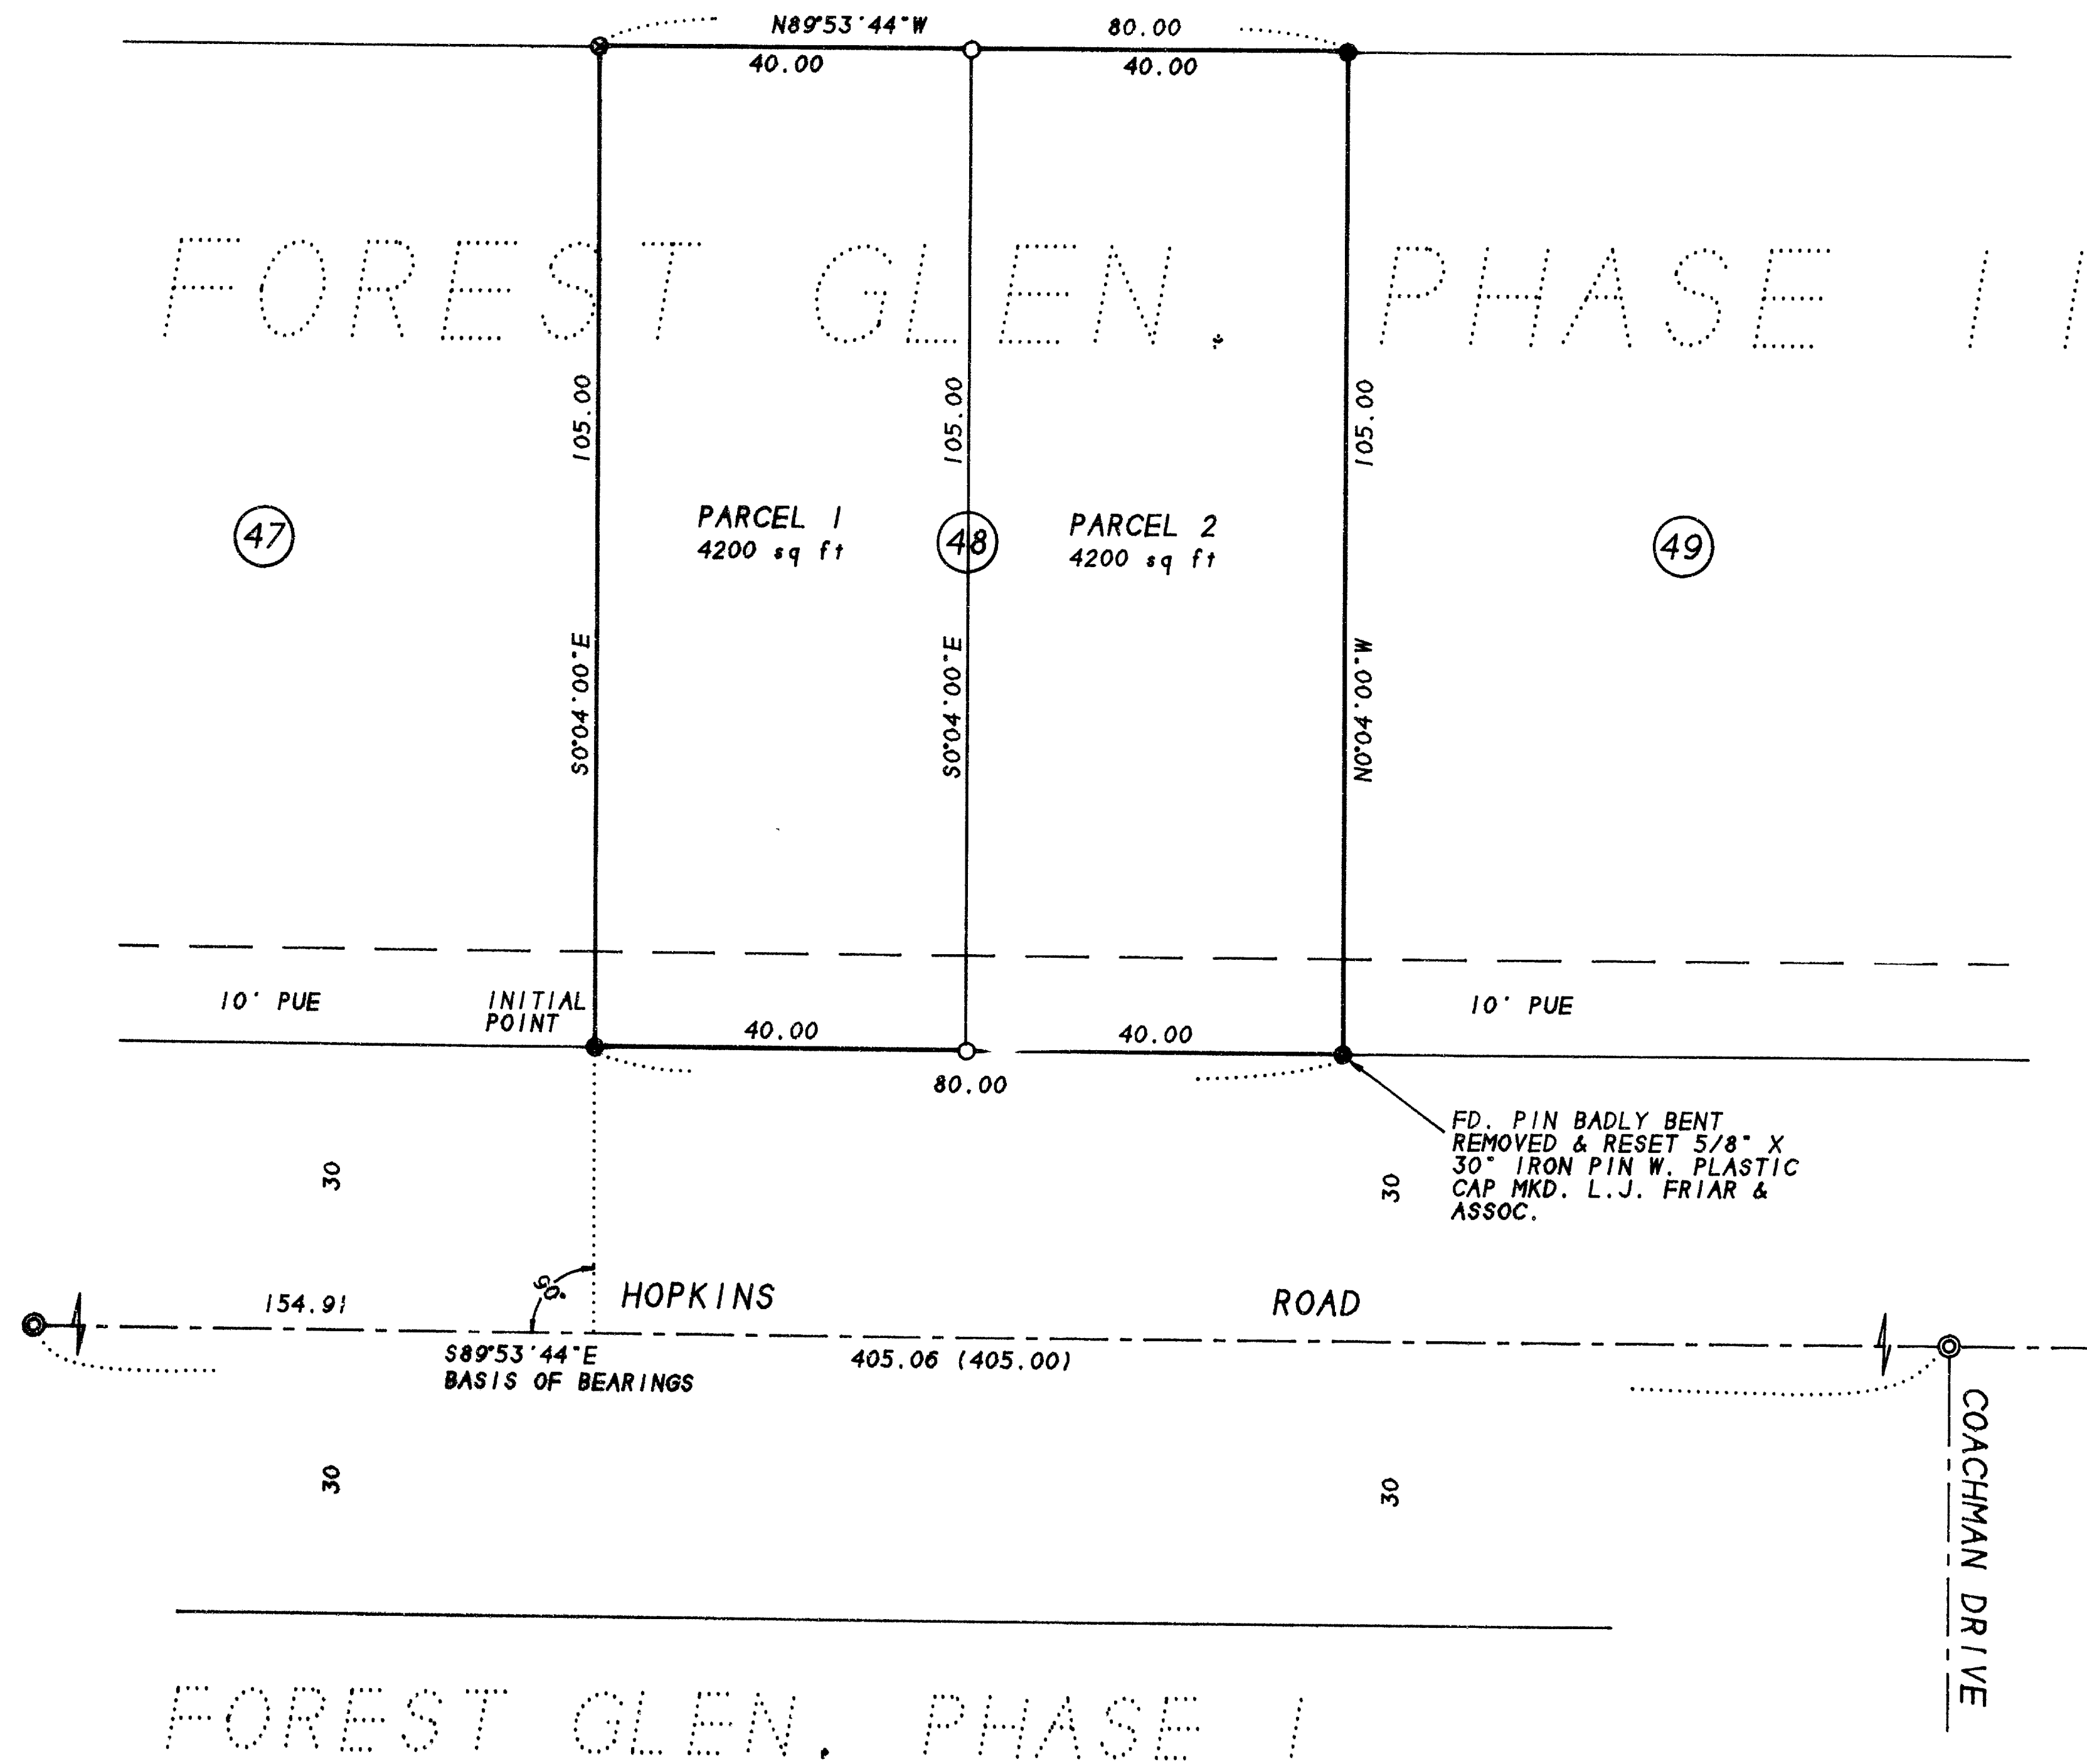 N89°53'44"W 80.00
40.00 40.00
FOREST GLEN, PHASE II
105.00 105.00 105.00
47
PARCEL 1
4200 sq ft
48
PARCEL 2
4200 sq ft
49
S0°04'00"E S0°04'00"E N0°04'00"W
10' PUE
INITIAL
POINT
40.00 40.00
10' PUE
80.00
FD. PIN BADLY BENT
REMOVED & RESET 5/8" X
30" IRON PIN W. PLASTIC
CAP MKD. L.J. FRIAR &
ASSOC.
30 30
90°
154.91 HOPKINS ROAD
S89°53'44"E 405.06 (405.00)
BASIS OF BEARINGS
30 30
COACHMAN DRIVE
FOREST GLEN, PHASE I